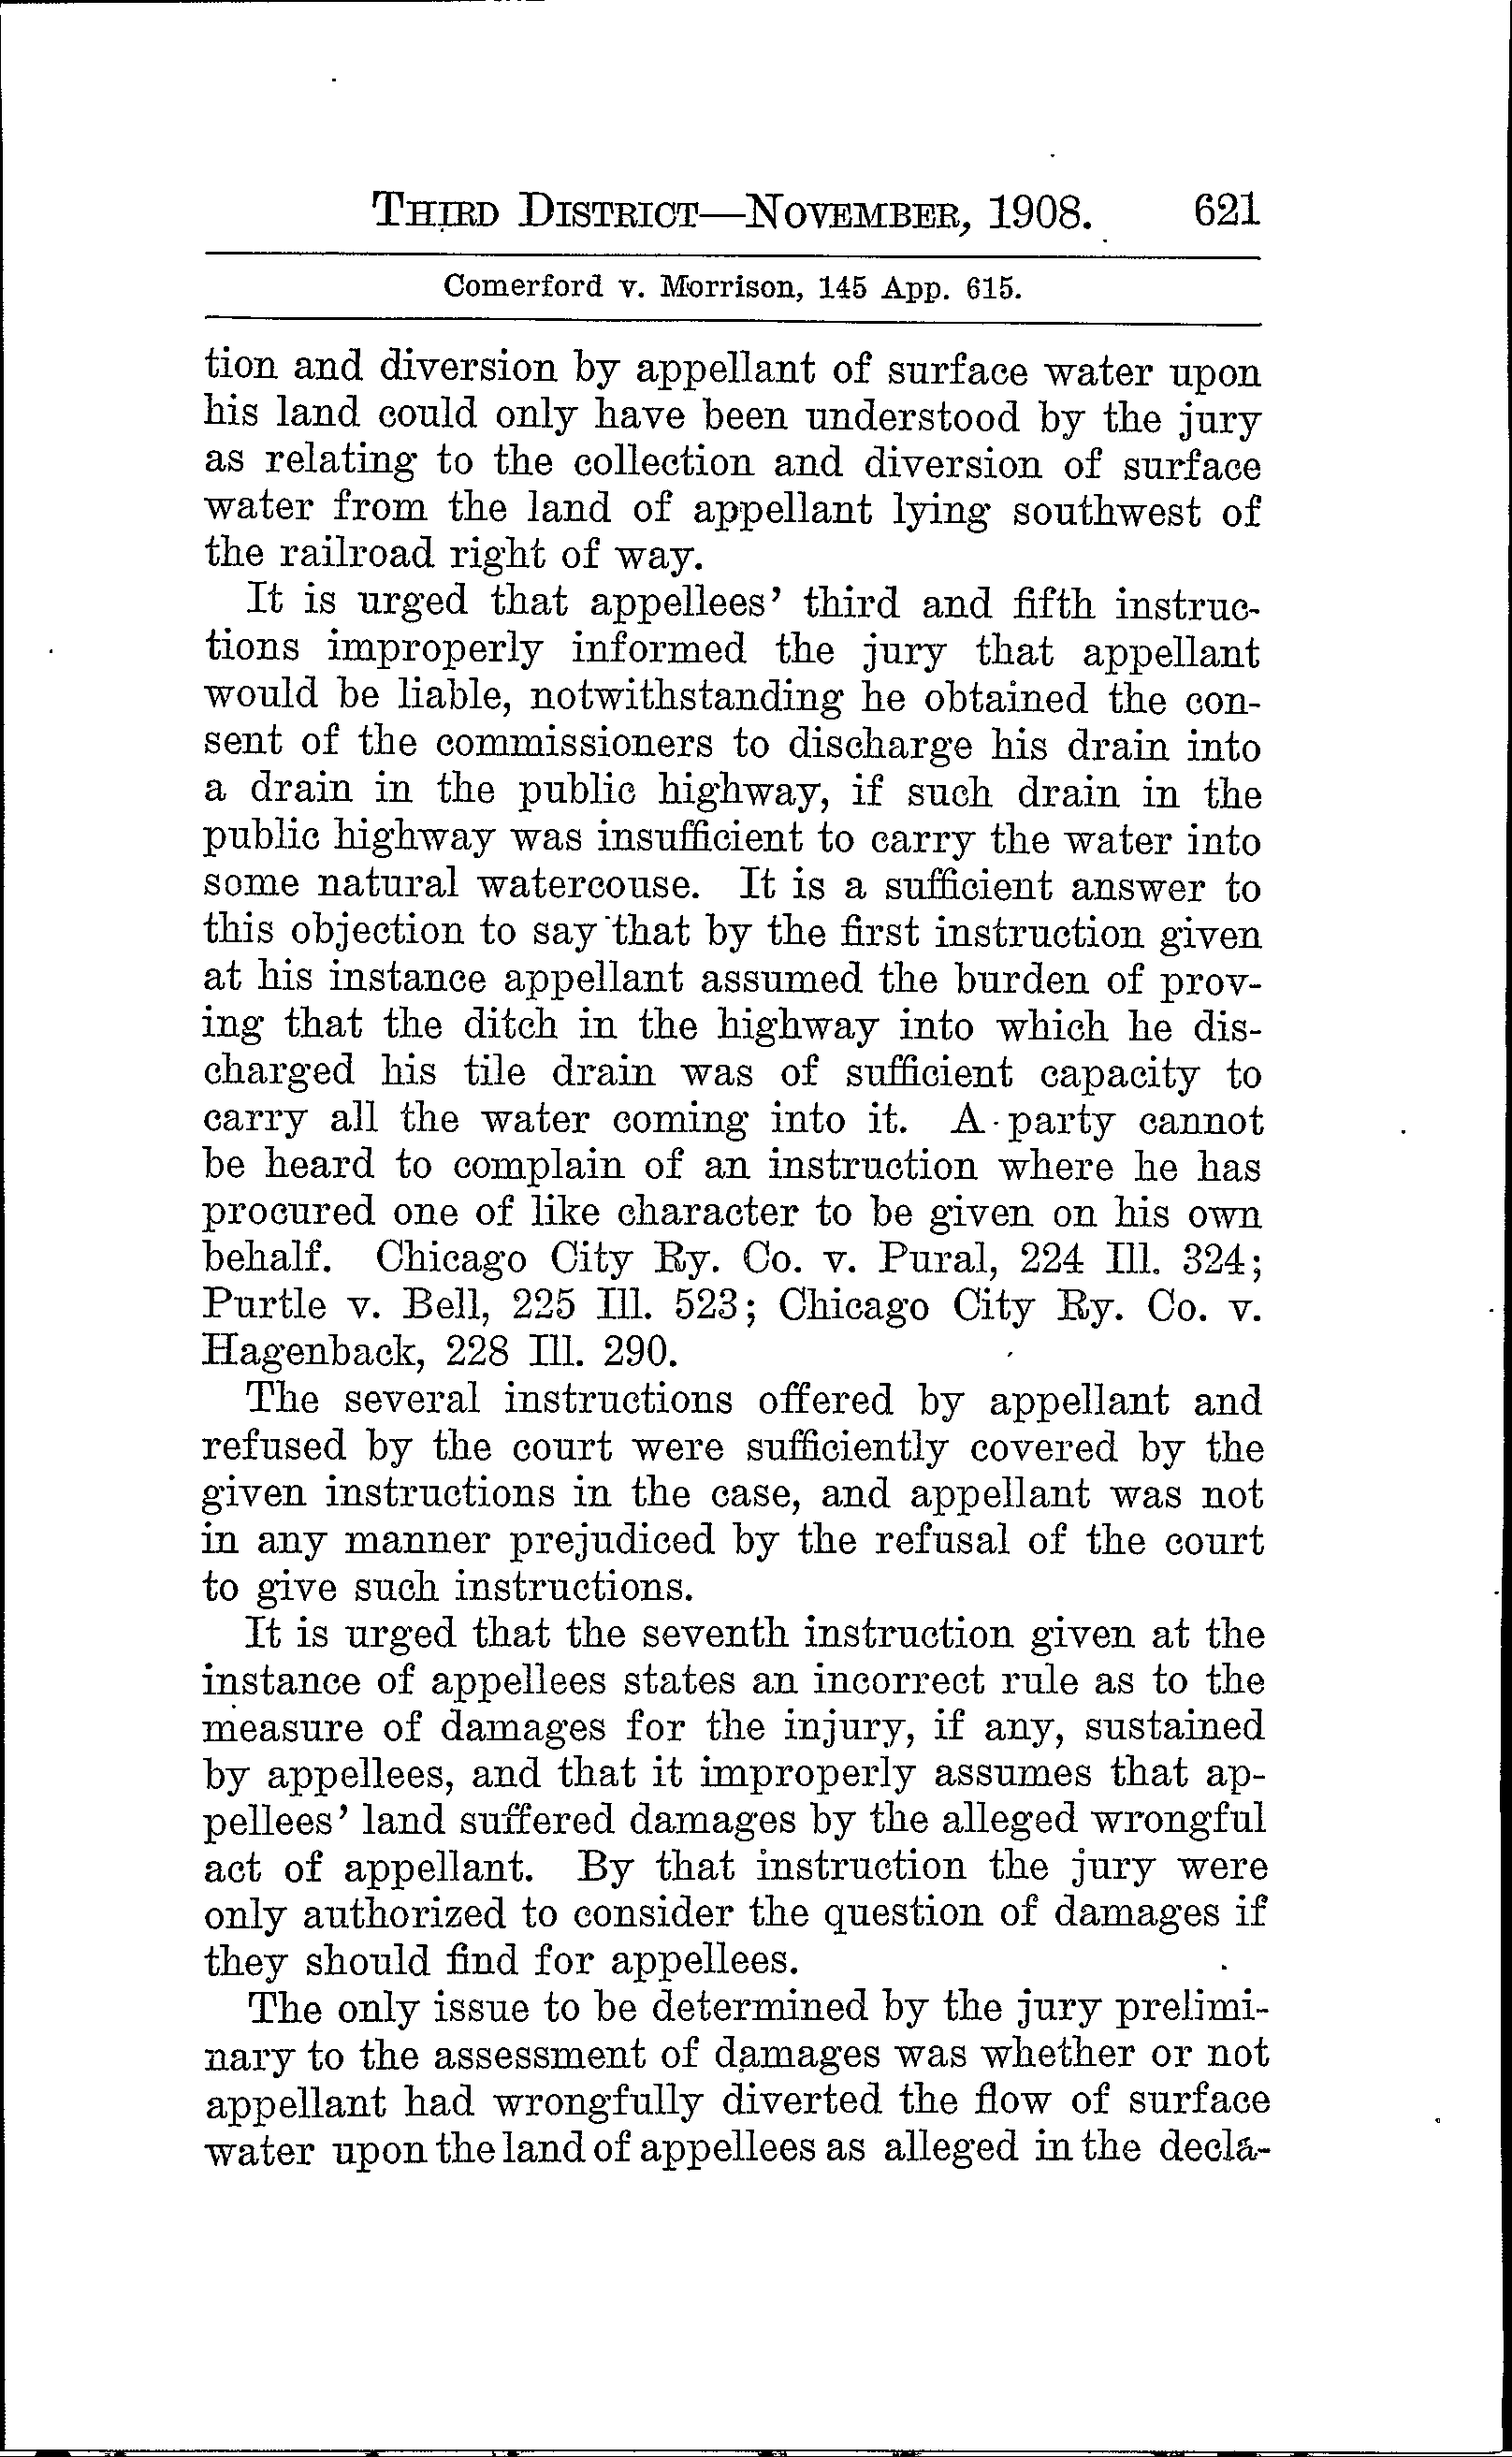 THIRD DISTRICT—NOVEMBER, 1908. 621
Comerford v. Morrison, 145 App. 615.
tion and diversion by appellant of surface water upon
his land could only have been understood by the jury
as relating to the collection and diversion of surface
water from the land of appellant lying southwest of
the railroad right of way.
It is urged that appellees' third and fifth instruc-
tions improperly informed the jury that appellant
would be liable, notwithstanding he obtained the con-
sent of the commissioners to discharge his drain into
a drain in the public highway, if such drain in the
public highway was insufficient to carry the water into
some natural watercouse. It is a sufficient answer to
this objection to say that by the first instruction given
at his instance appellant assumed the burden of prov-
ing that the ditch in the highway into which he dis-
charged his tile drain was of sufficient capacity to
carry all the water coming into it. A party cannot
be heard to complain of an instruction where he has
procured one of like character to be given on his own
behalf. Chicago City Ry. Co. v. Pural, 224 Ill. 324;
Purtle v. Bell, 225 Ill. 523; Chicago City Ry. Co. v.
Hagenback, 228 Ill. 290.
The several instructions offered by appellant and
refused by the court were sufficiently covered by the
given instructions in the case, and appellant was not
in any manner prejudiced by the refusal of the court
to give such instructions.
It is urged that the seventh instruction given at the
instance of appellees states an incorrect rule as to the
measure of damages for the injury, if any, sustained
by appellees, and that it improperly assumes that ap-
pellees' land suffered damages by the alleged wrongful
act of appellant. By that instruction the jury were
only authorized to consider the question of damages if
they should find for appellees.
The only issue to be determined by the jury prelimi-
nary to the assessment of damages was whether or not
appellant had wrongfully diverted the flow of surface
water upon the land of appellees as alleged in the decla-